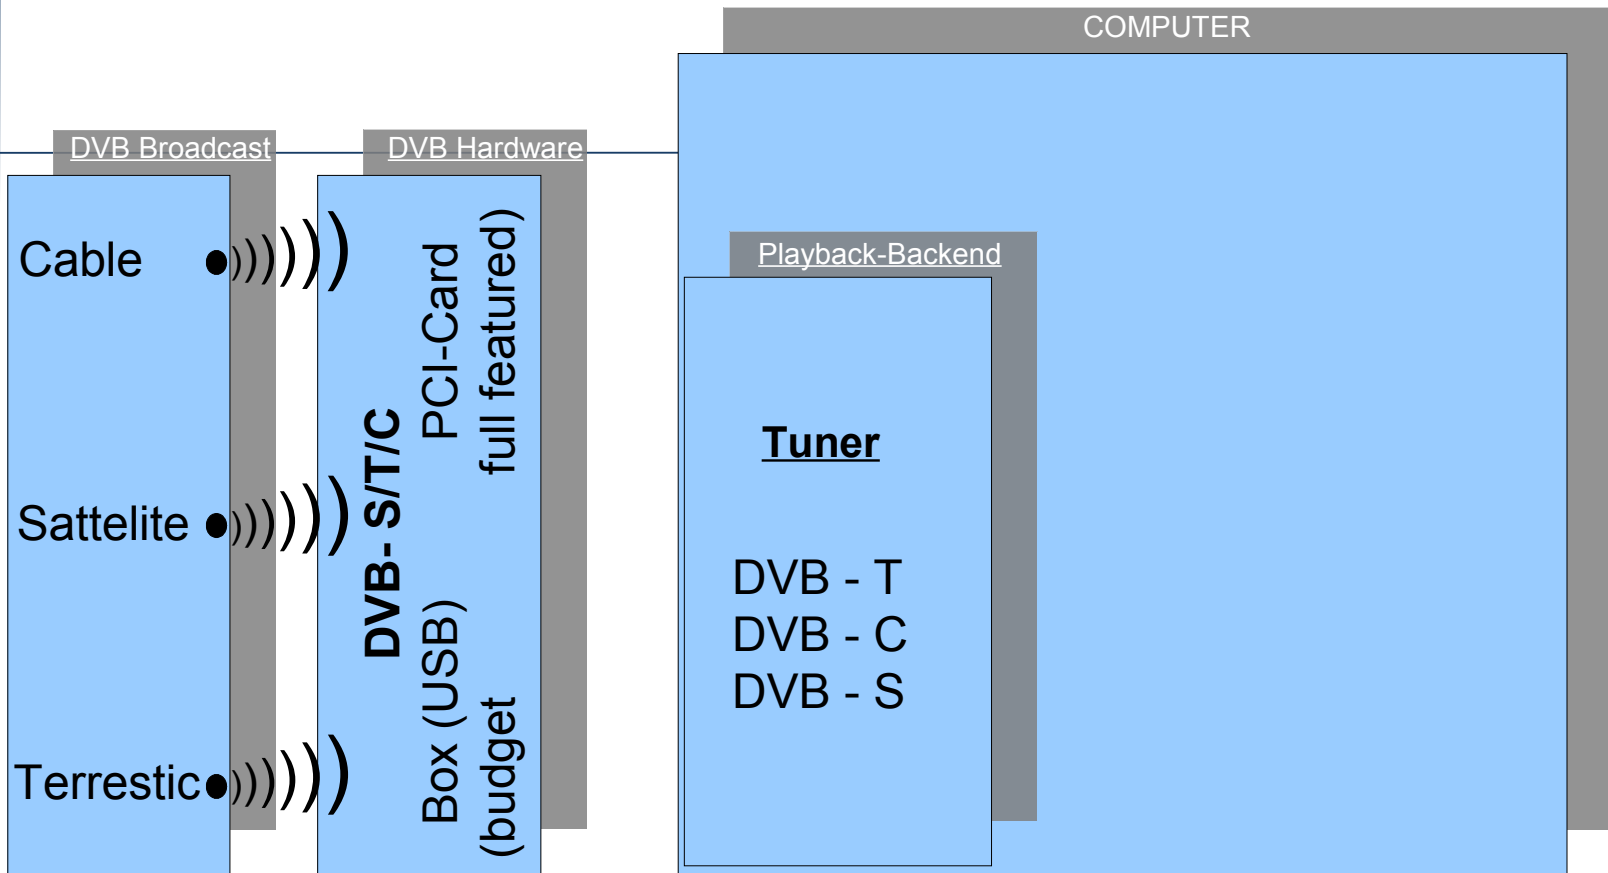 COMPUTER
DVB Broadcast
DVB Hardware
Cable
Sattelite
Terrestic
DVB- S/T/C
PCI-Card
full featured)
Box (USB)
(budget
Playback-Backend
Tuner
DVB - T
DVB - C
DVB - S